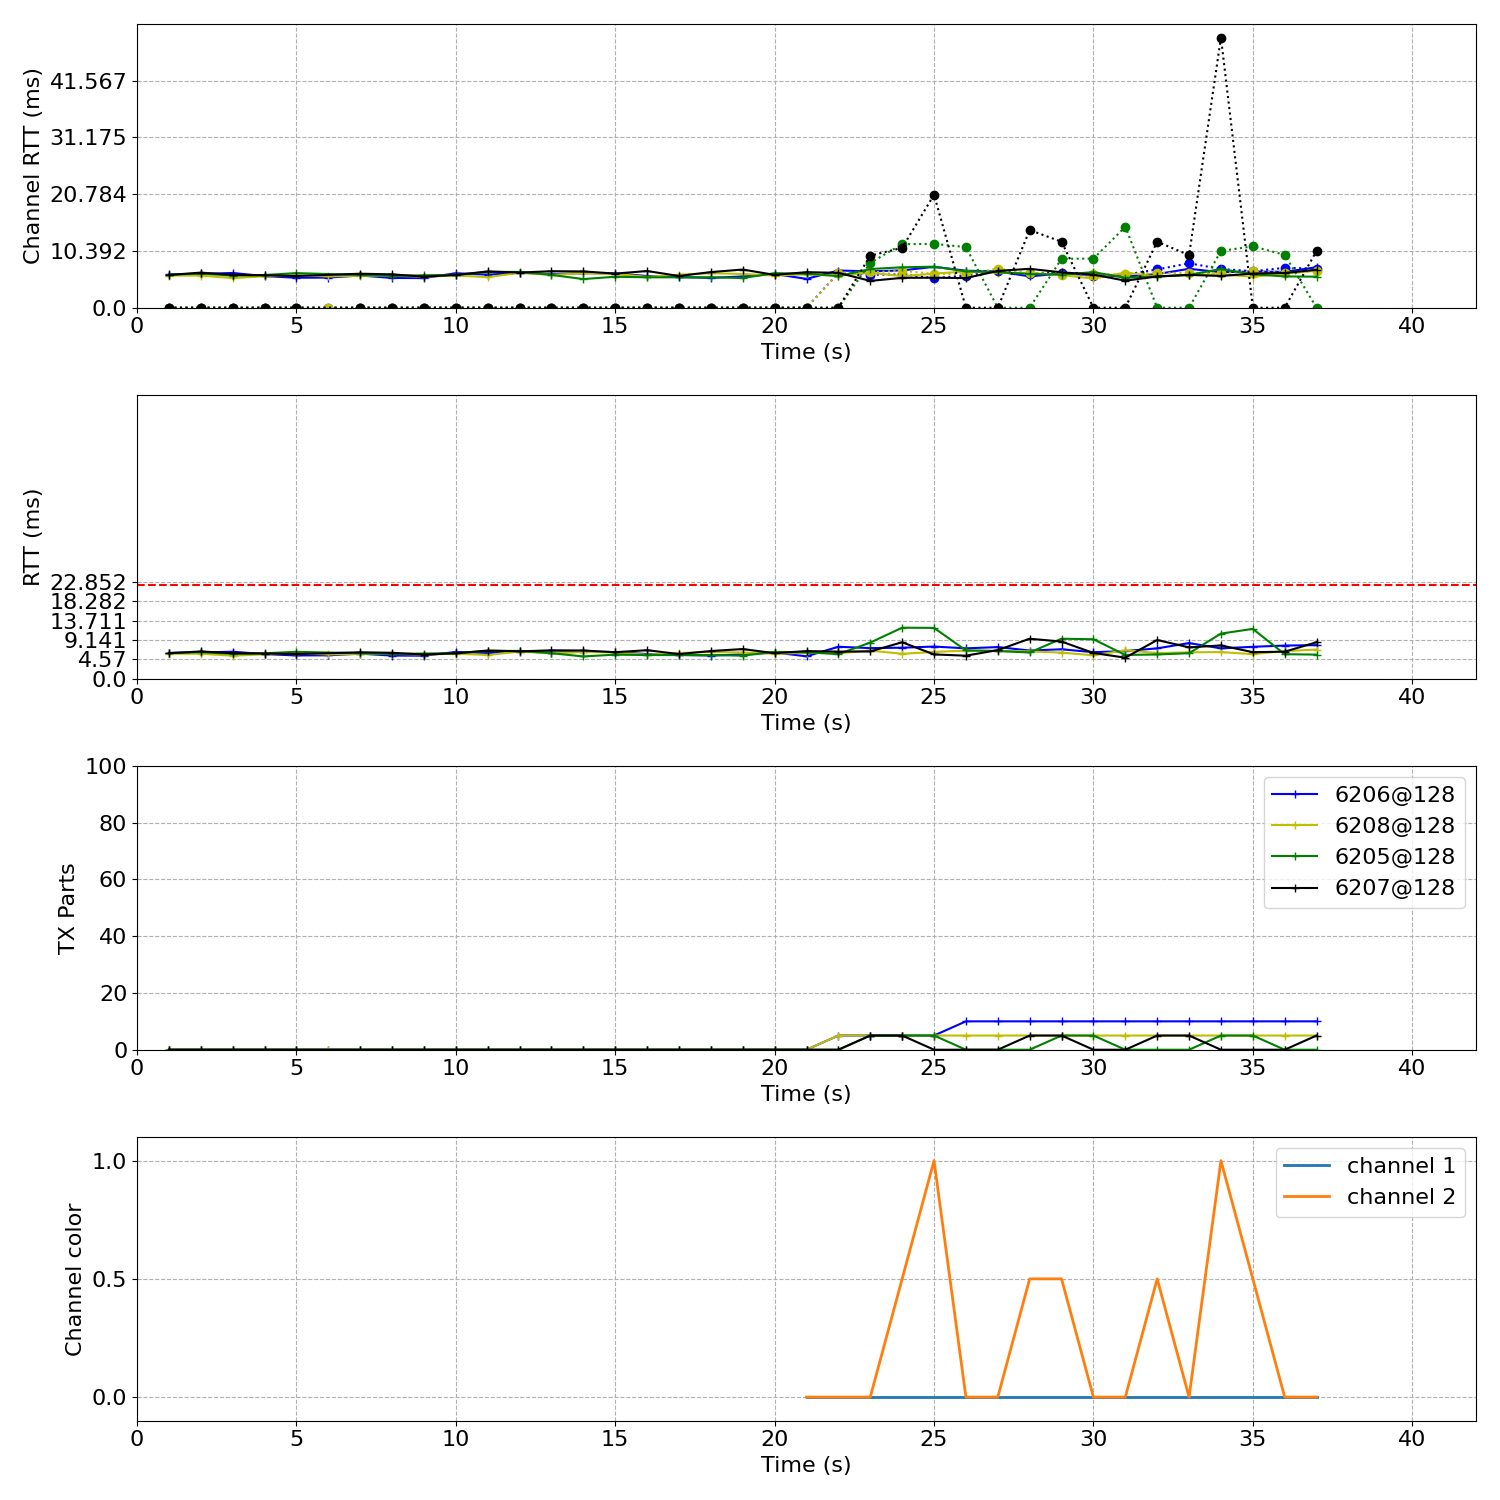 Channel RTT (ms)
41.567
31.175
20.784
10.392
0.0
0 5 10 15 20 25 30 35 40
Time (s)
RTT (ms)
22.852
18.282
13.711
9.141
4.57
0.0
0 5 10 15 20 25 30 35 40
Time (s)
TX Parts
100
80
60
40
20
0
6206@128
6208@128
6205@128
6207@128
0 5 10 15 20 25 30 35 40
Time (s)
Channel color
1.0
0.5
0.0
channel 1
channel 2
0 5 10 15 20 25 30 35 40
Time (s)